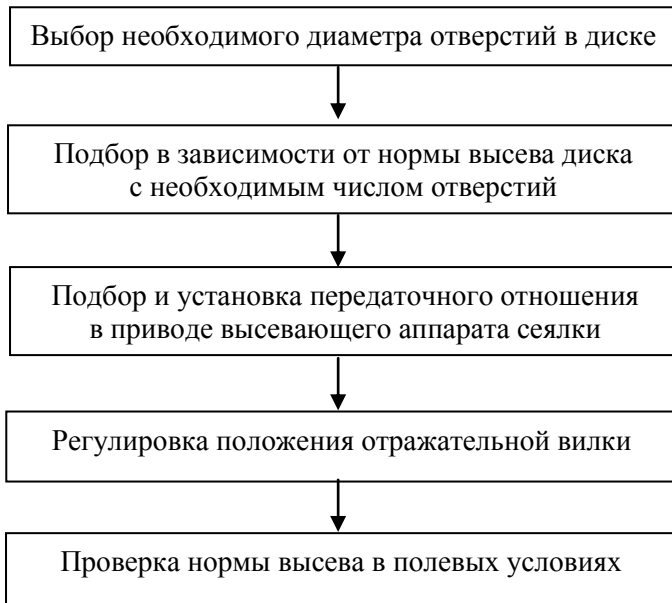 Выбор необходимого диаметра отверстий в диске
Подбор в зависимости от нормы высева диска
с необходимым числом отверстий
Подбор и установка передаточного отношения
в приводе высевающего аппарата сеялки
Регулировка положения отражательной вилки
Проверка нормы высева в полевых условиях